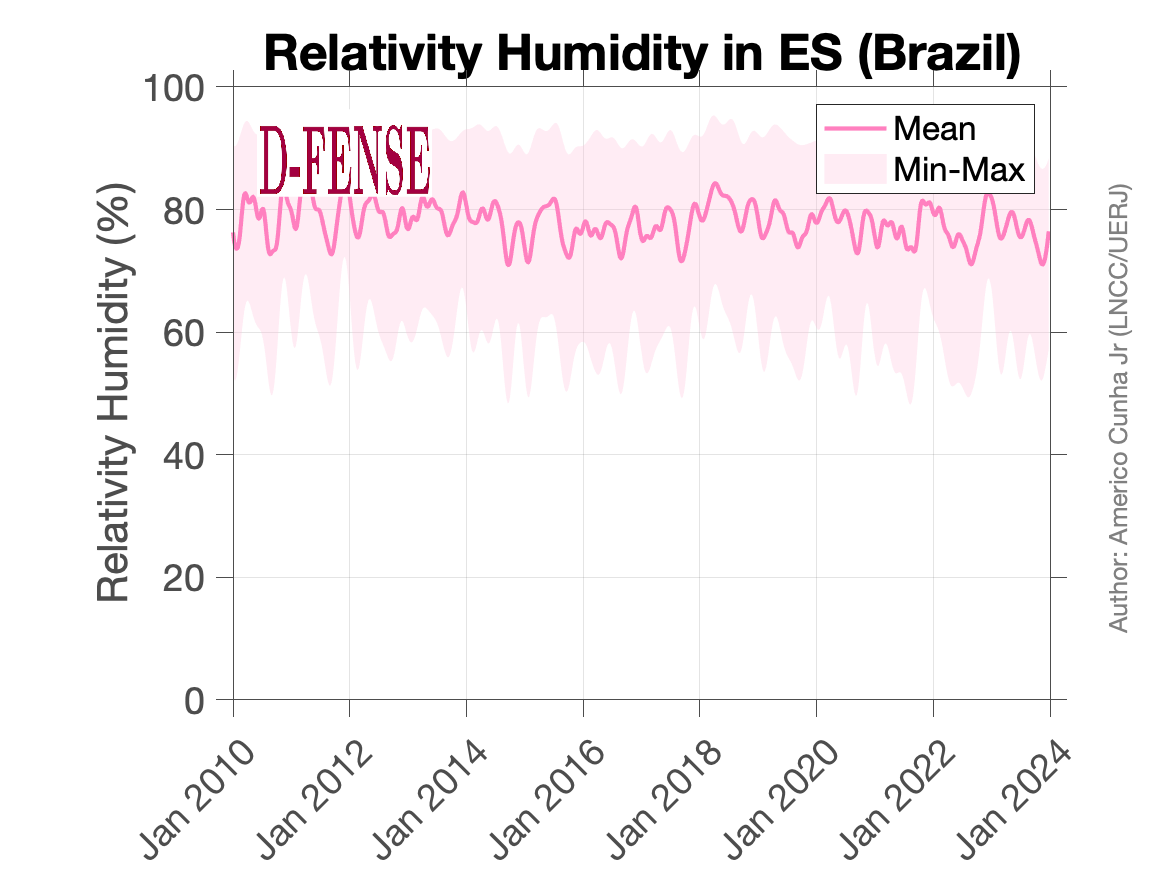 Relativity Humidity in ES (Brazil)
100
80
60
40
20
0
Relativity Humidity (%)
D-FENSE
Mean
Min-Max
Jan 2010
Jan 2012
Jan 2014
Jan 2016
Jan 2018
Jan 2020
Jan 2022
Jan 2024
Author: Americo Cunha Jr (LNCC/UERJ)